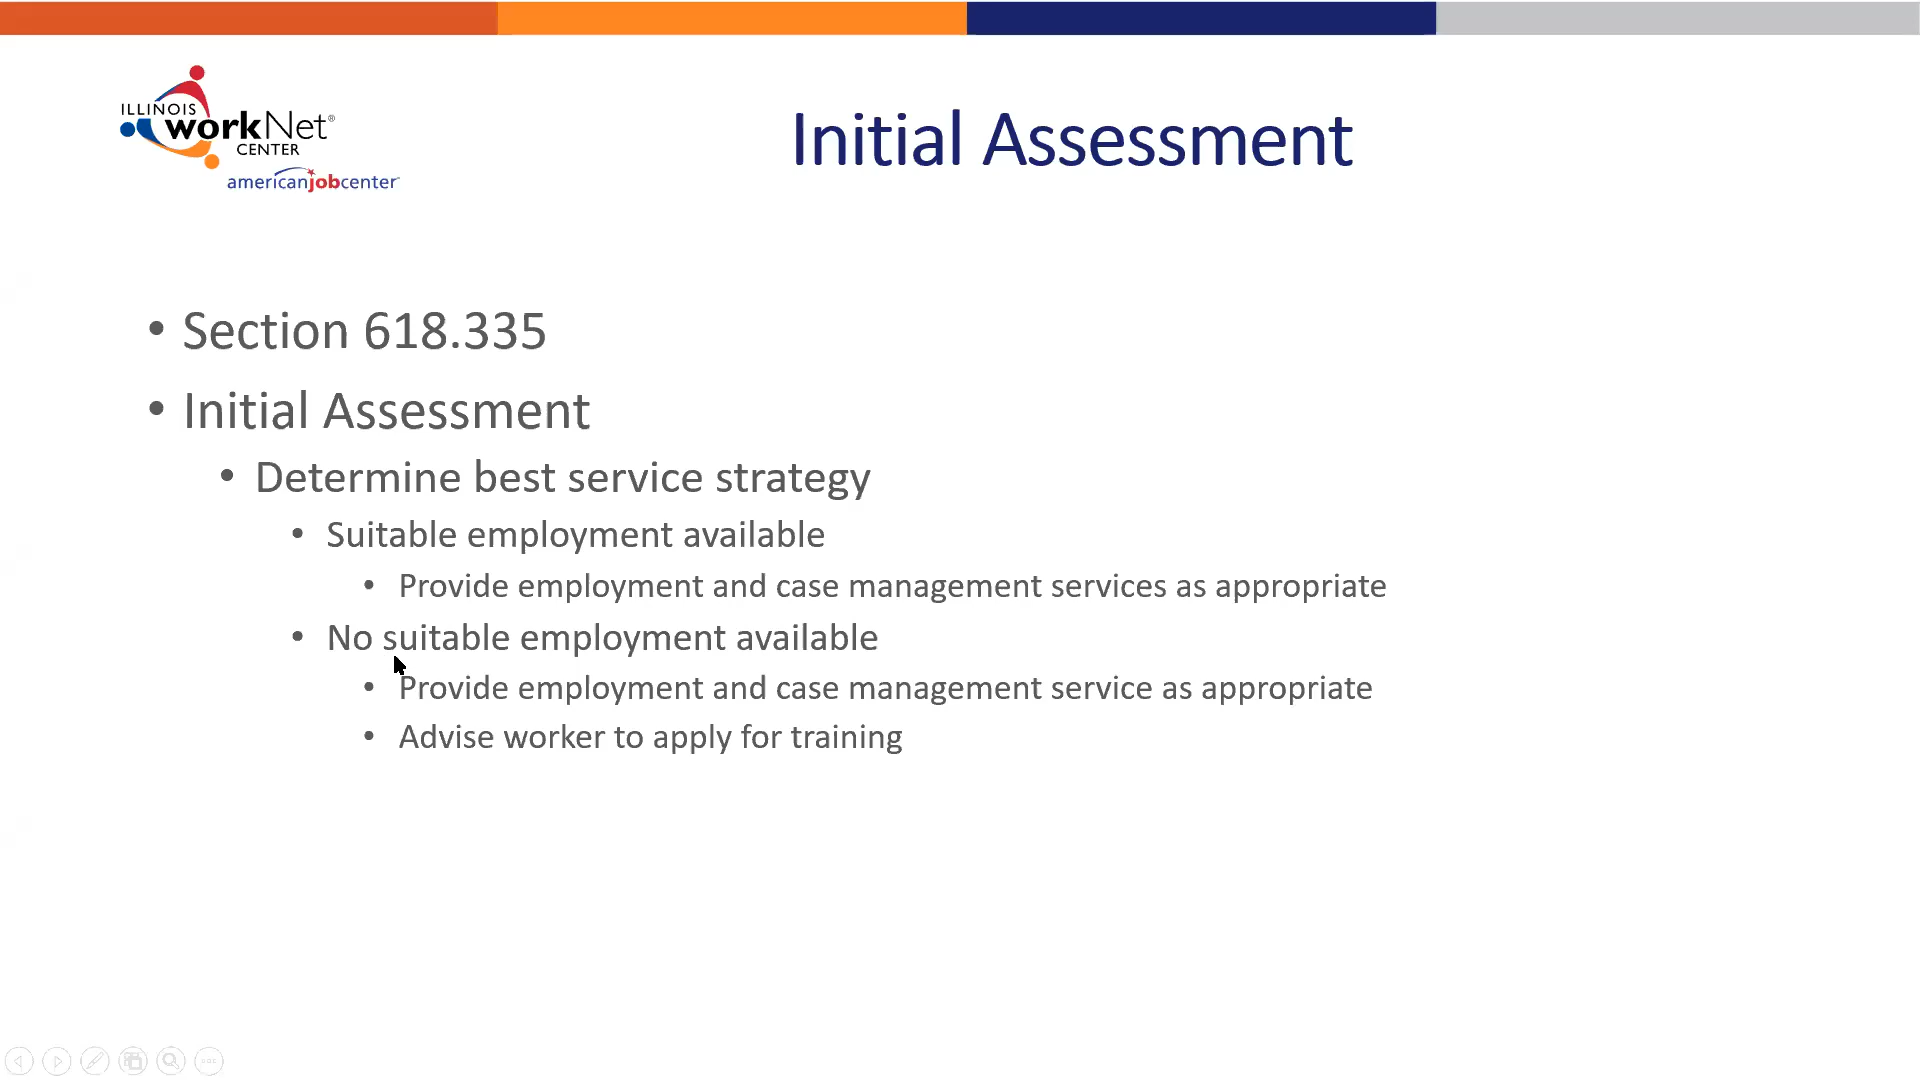 ILLINOIS
workNet®
CENTER
americanjobcenter™
Initial Assessment
• Section 618.335
• Initial Assessment
• Determine best service strategy
• Suitable employment available
• Provide employment and case management services as appropriate
• No suitable employment available
• Provide employment and case management service as appropriate
• Advise worker to apply for training